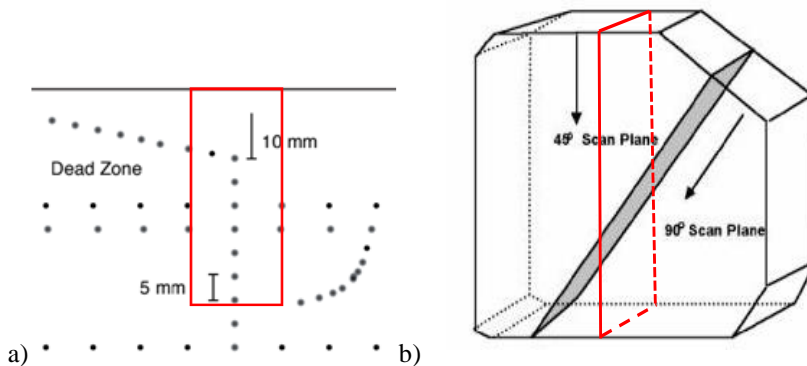 10 mm
Dead Zone
5 mm
a)
45° Scan Plane
90° Scan Plane
b)